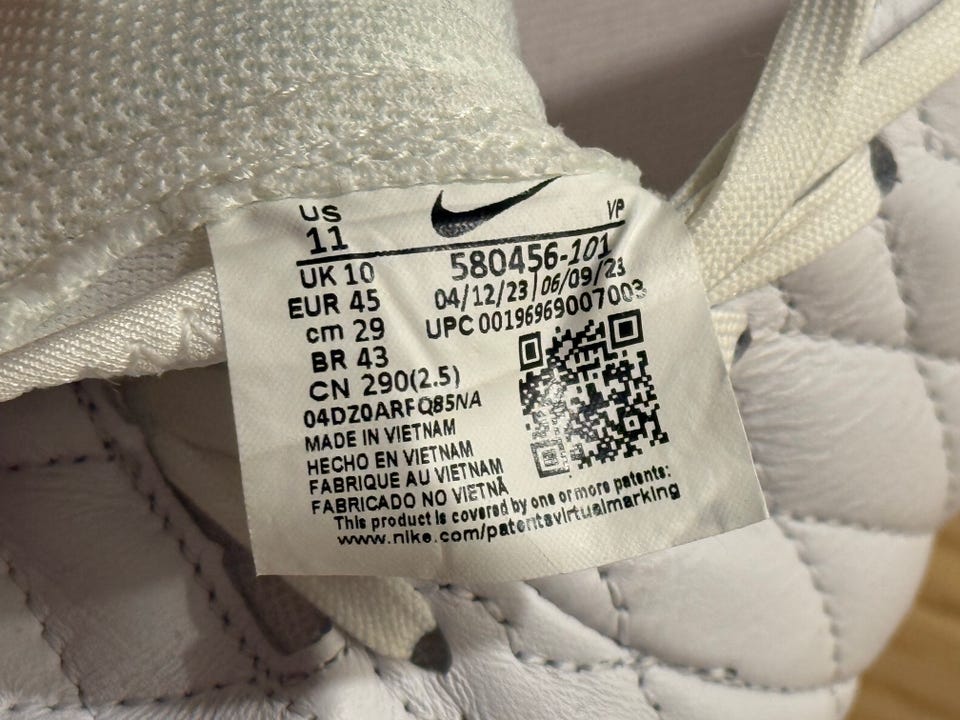 US
11
VP
UK 10
580456-101
EUR 45
04/12/23 | 06/09/23
cm 29
UPC 00196969007003
BR 43
CN 290(2.5)
04DZ0ARFQ85NA
MADE IN VIETNAM
HECHO EN VIETNAM
FABRIQUE AU VIETNAM
FABRICADO NO VIETNÃ
This product is covered by one or more patents:
www.nike.com/patentsvirtualmarking